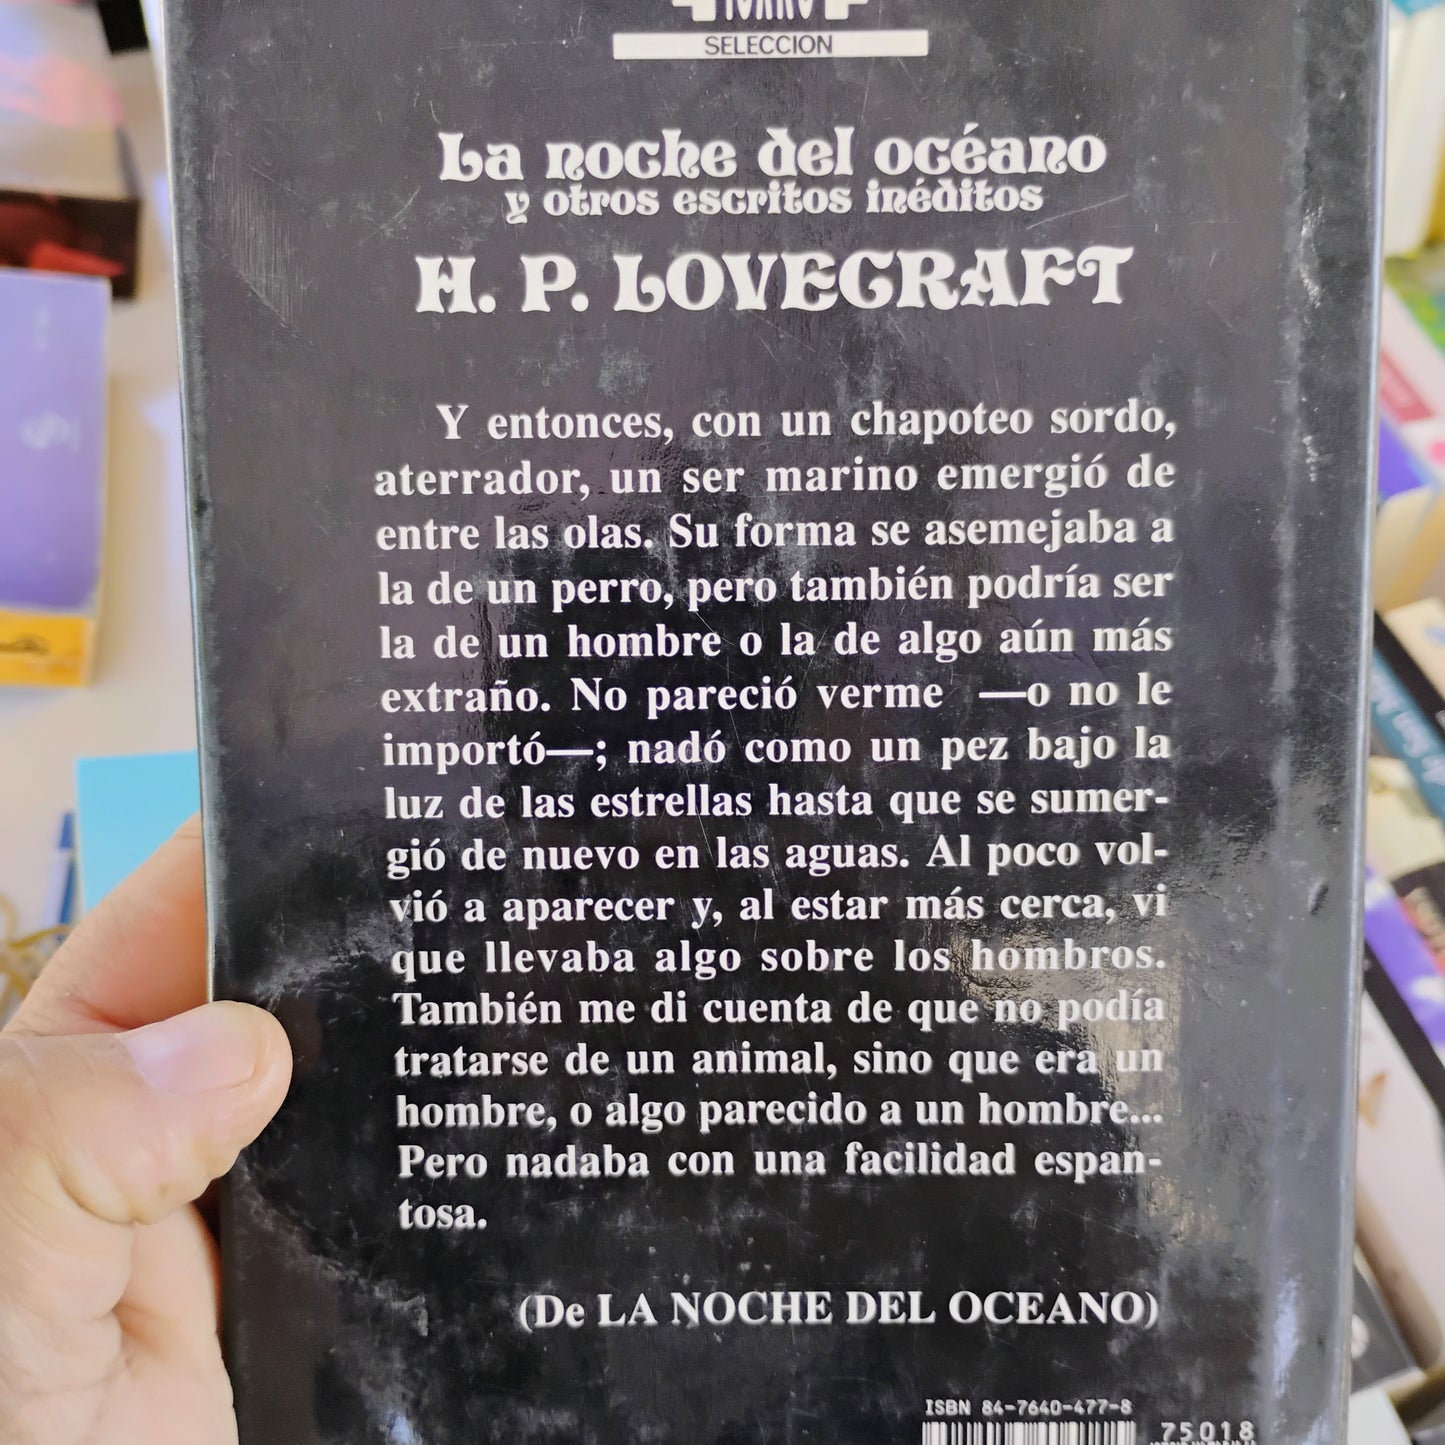 SELECCION
La noche del océano
y otros escritos inéditos
H. P. LOVECRAFT
Y entonces, con un chapoteo sordo,
aterrador, un ser marino emergió de
entre las olas. Su forma se asemejaba a
la de un perro, pero también podría ser
la de un hombre o la de algo aún más
extraño. No pareció verme —o no le
importó—; nadó como un pez bajo la
luz de las estrellas hasta que se sumer-
gió de nuevo en las aguas. Al poco vol-
vió a aparecer y, al estar más cerca, vi
que llevaba algo sobre los hombros.
También me di cuenta de que no podía
tratarse de un animal, sino que era un
hombre, o algo parecido a un hombre...
Pero nadaba con una facilidad espan-
tosa.
(De LA NOCHE DEL OCEANO)
ISBN 84-7640-477-8
75018